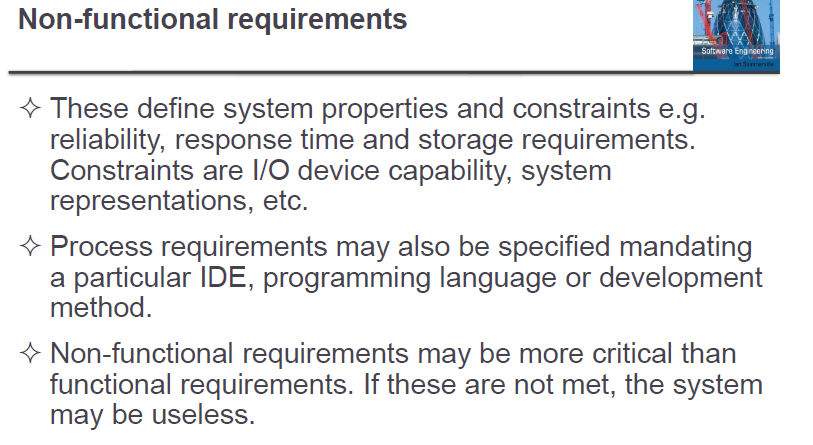 Non-functional requirements
Software Engineering
Ian Sommerville
These define system properties and constraints e.g.
reliability, response time and storage requirements.
Constraints are I/O device capability, system
representations, etc.
Process requirements may also be specified mandating
a particular IDE, programming language or development
method.
Non-functional requirements may be more critical than
functional requirements. If these are not met, the system
may be useless.